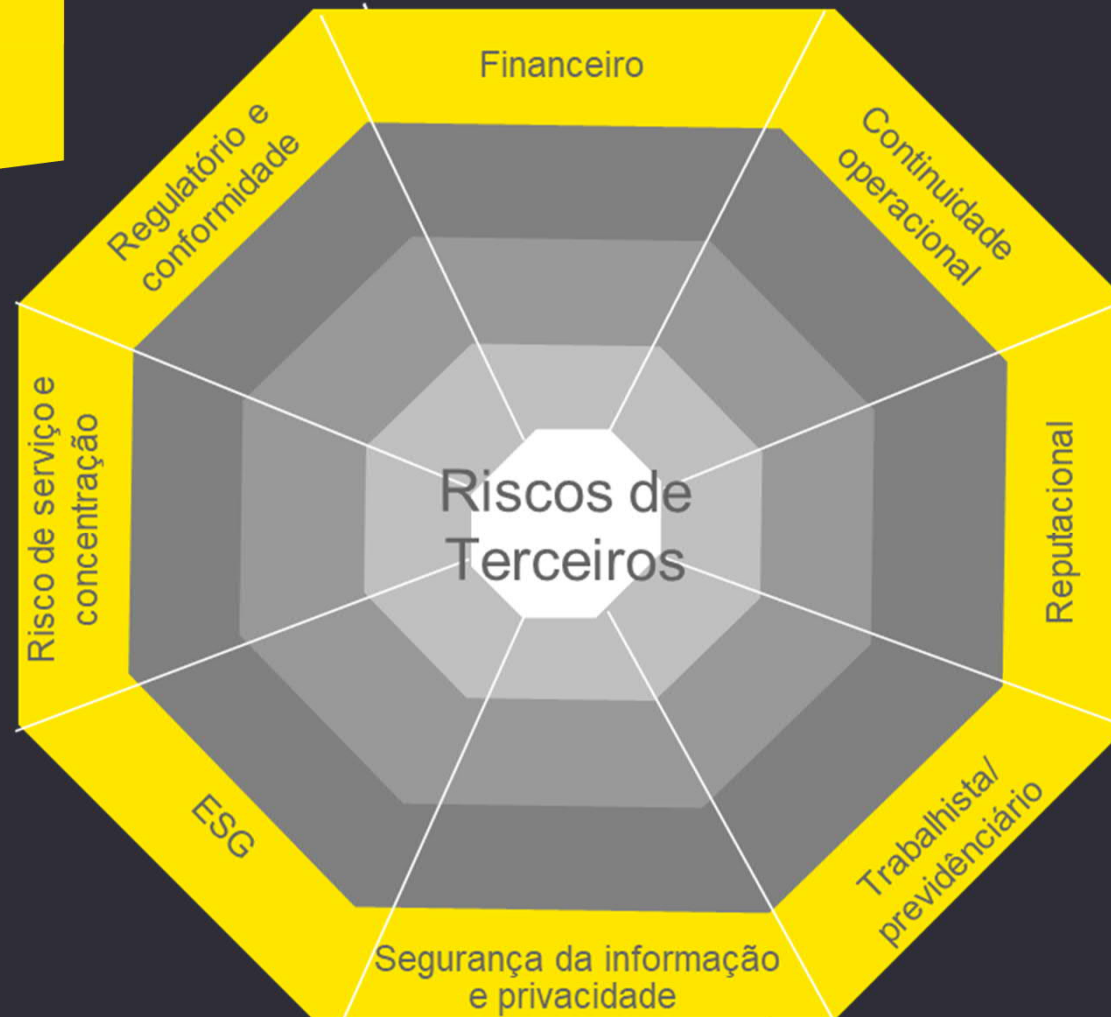 Financeiro
Continuidade
operacional
Reputacional
Trabalhista/
previdênciário
Segurança da informação
e privacidade
ESG
Risco de serviço e
concentração
Regulatório e
conformidade
Riscos de
Terceiros